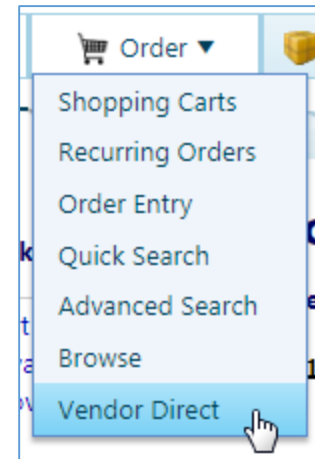 Order ▼
Shopping Carts
Recurring Orders
Order Entry
Quick Search
Advanced Search
Browse
Vendor Direct